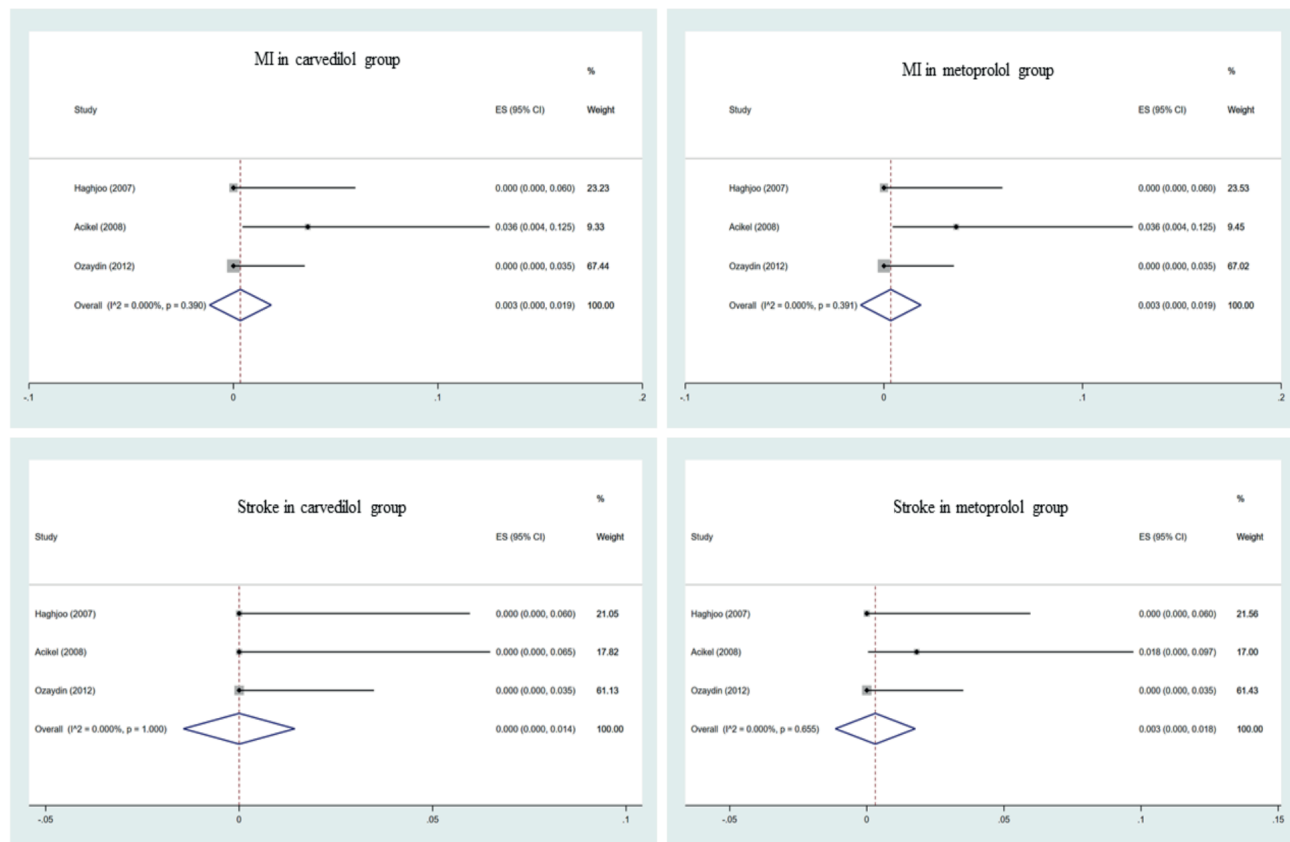 MI in carvedilol group
%
Study ES (95% CI) Weight
Haghjoo (2007) 0.000 (0.000, 0.060) 23.23
Acikel (2008) 0.036 (0.004, 0.125) 9.33
Ozaydin (2012) 0.000 (0.000, 0.035) 67.44
Overall (I^2 = 0.000%, p = 0.390) 0.003 (0.000, 0.019) 100.00
-.1 0 .1 .2
MI in metoprolol group
%
Study ES (95% CI) Weight
Haghjoo (2007) 0.000 (0.000, 0.060) 23.53
Acikel (2008) 0.036 (0.004, 0.125) 9.45
Ozaydin (2012) 0.000 (0.000, 0.035) 67.02
Overall (I^2 = 0.000%, p = 0.391) 0.003 (0.000, 0.019) 100.00
-.1 0 .1 .2
%
Stroke in carvedilol group
Study ES (95% CI) Weight
Haghjoo (2007) 0.000 (0.000, 0.060) 21.05
Acikel (2008) 0.000 (0.000, 0.065) 17.82
Ozaydin (2012) 0.000 (0.000, 0.035) 61.13
Overall (I^2 = 0.000%, p = 1.000) 0.000 (0.000, 0.014) 100.00
-.05 0 .05 .1
%
Stroke in metoprolol group
Study ES (95% CI) Weight
Haghjoo (2007) 0.000 (0.000, 0.060) 21.56
Acikel (2008) 0.018 (0.000, 0.097) 17.00
Ozaydin (2012) 0.000 (0.000, 0.035) 61.43
Overall (I^2 = 0.000%, p = 0.655) 0.003 (0.000, 0.018) 100.00
-.05 0 .05 .1 .15